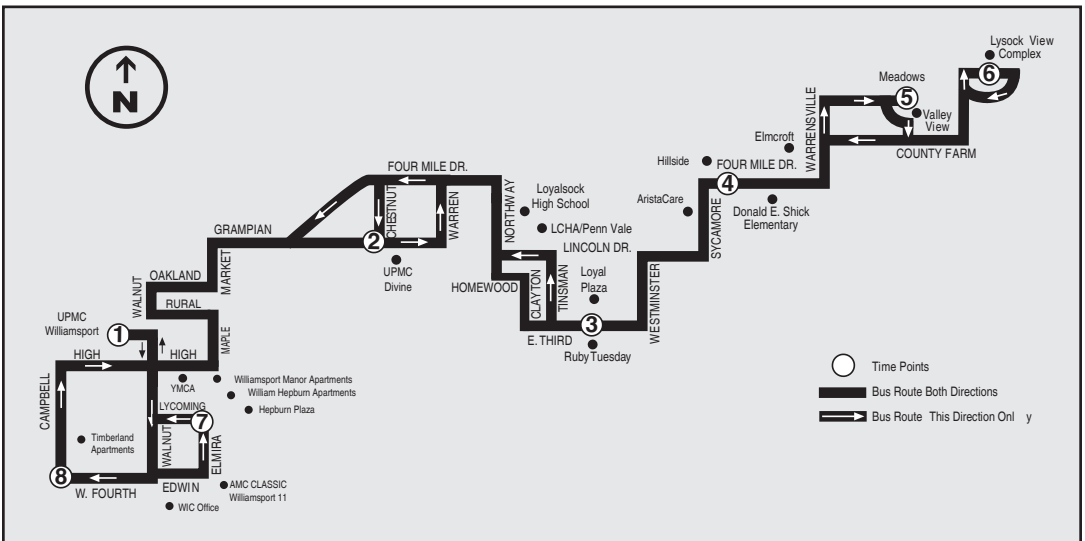 N
Lysock View
Complex
6
Meadows
5
Valley
View
WARRENSVILLE
COUNTY FARM
Elmcroft
Hillside
FOUR MILE DR.
4
AristaCare
SYCAMORE
Donald E. Shick
Elementary
FOUR MILE DR.
CHESTNUT
WARREN
NORTHWAY
Loyalsock
High School
LCHA/Penn Vale
LINCOLN DR.
GRAMPIAN
2
UPMC
Divine
MARKET
OAKLAND
WALNUT
RURAL
HOMEWOOD
CLAYTON
TINSMAN
Loyal
Plaza
WESTMINSTER
3
E. THIRD
Ruby Tuesday
UPMC
Williamsport
1
MAPLE
HIGH
HIGH
YMCA
Williamsport Manor Apartments
William Hepburn Apartments
Hepburn Plaza
CAMPBELL
LYCOMING
7
Timberland
Apartments
WALNUT
ELMIRA
8
W. FOURTH
EDWIN
AMC CLASSIC
Williamsport 11
WIC Office
Time Points
Bus Route Both Directions
Bus Route This Direction Onl y